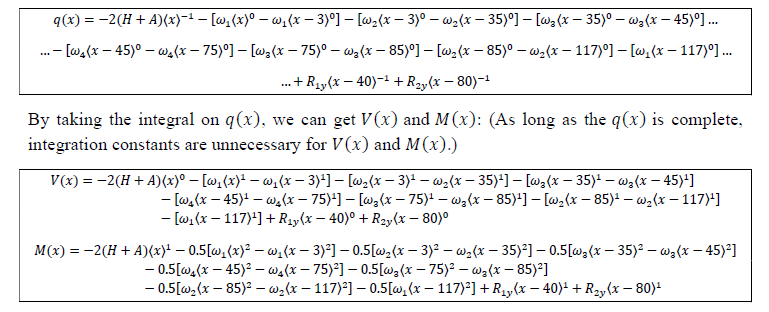 q(x) = −2(H + A)⟨x⟩⁻¹ − [ω₁⟨x⟩⁰ − ω₁⟨x − 3⟩⁰] − [ω₂⟨x − 3⟩⁰ − ω₂⟨x − 35⟩⁰] − [ω₃⟨x − 35⟩⁰ − ω₃⟨x − 45⟩⁰] ...
... − [ω₄⟨x − 45⟩⁰ − ω₄⟨x − 75⟩⁰] − [ω₃⟨x − 75⟩⁰ − ω₃⟨x − 85⟩⁰] − [ω₂⟨x − 85⟩⁰ − ω₂⟨x − 117⟩⁰] − [ω₁⟨x − 117⟩⁰] ...
... + R₁ᵧ⟨x − 40⟩⁻¹ + R₂ᵧ⟨x − 80⟩⁻¹
By taking the integral on q(x), we can get V(x) and M(x): (As long as the q(x) is complete,
integration constants are unnecessary for V(x) and M(x).)
V(x) = −2(H + A)⟨x⟩⁰ − [ω₁⟨x⟩¹ − ω₁⟨x − 3⟩¹] − [ω₂⟨x − 3⟩¹ − ω₂⟨x − 35⟩¹] − [ω₃⟨x − 35⟩¹ − ω₃⟨x − 45⟩¹]
− [ω₄⟨x − 45⟩¹ − ω₄⟨x − 75⟩¹] − [ω₃⟨x − 75⟩¹ − ω₃⟨x − 85⟩¹] − [ω₂⟨x − 85⟩¹ − ω₂⟨x − 117⟩¹]
− [ω₁⟨x − 117⟩¹] + R₁ᵧ⟨x − 40⟩⁰ + R₂ᵧ⟨x − 80⟩⁰
M(x) = −2(H + A)⟨x⟩¹ − 0.5[ω₁⟨x⟩² − ω₁⟨x − 3⟩²] − 0.5[ω₂⟨x − 3⟩² − ω₂⟨x − 35⟩²] − 0.5[ω₃⟨x − 35⟩² − ω₃⟨x − 45⟩²]
− 0.5[ω₄⟨x − 45⟩² − ω₄⟨x − 75⟩²] − 0.5[ω₃⟨x − 75⟩² − ω₃⟨x − 85⟩²]
− 0.5[ω₂⟨x − 85⟩² − ω₂⟨x − 117⟩²] − 0.5[ω₁⟨x − 117⟩²] + R₁ᵧ⟨x − 40⟩¹ + R₂ᵧ⟨x − 80⟩¹